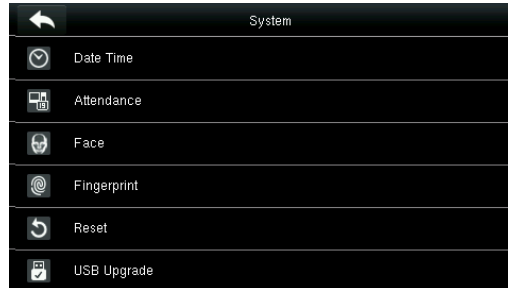 System
Date Time
Attendance
Face
Fingerprint
Reset
USB Upgrade